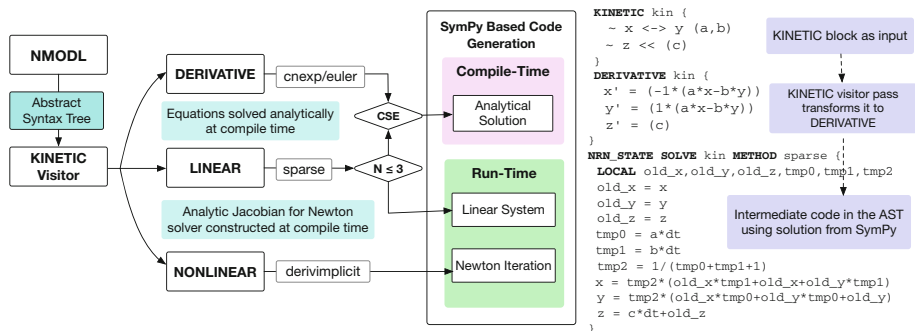 NMODL
Abstract
Syntax Tree
KINETIC
Visitor
DERIVATIVE
cnexp/euler
Equations solved analytically
at compile time
LINEAR
sparse
Analytic Jacobian for Newton
solver constructed at compile time
NONLINEAR
derivimplicit
CSE
N ≤ 3
SymPy Based Code
Generation
Compile-Time
Analytical
Solution
Run-Time
Linear System
Newton Iteration
KINETIC kin {
~ x <-> y (a,b)
~ z << (c)
}
DERIVATIVE kin {
x' = (-1*(a*x-b*y))
y' = (1*(a*x-b*y))
z' = (c)
}
NRN_STATE SOLVE kin METHOD sparse {
LOCAL old_x,old_y,old_z,tmp0,tmp1,tmp2
old_x = x
old_y = y
old_z = z
tmp0 = a*dt
tmp1 = b*dt
tmp2 = 1/(tmp0+tmp1+1)
x = tmp2*(old_x*tmp1+old_x+old_y*tmp1)
y = tmp2*(old_x*tmp0+old_y*tmp0+old_y)
z = c*dt+old_z
}
KINETIC block as input
KINETIC visitor pass
transforms it to
DERIVATIVE
Intermediate code in the AST
using solution from SymPy